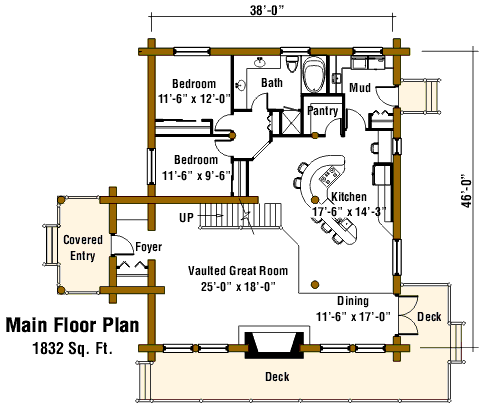 38'-0"
Bedroom
11'-6" x 12'-0"
Bath
Mud
Pantry
Bedroom
11'-6" x 9'-6"
Kitchen
17'-6" x 14'-3"
46'-0"
UP
Covered
Entry
Foyer
Vaulted Great Room
25'-0" x 18'-0"
Dining
11'-6" x 17'-0"
Deck
Main Floor Plan
1832 Sq. Ft.
Deck